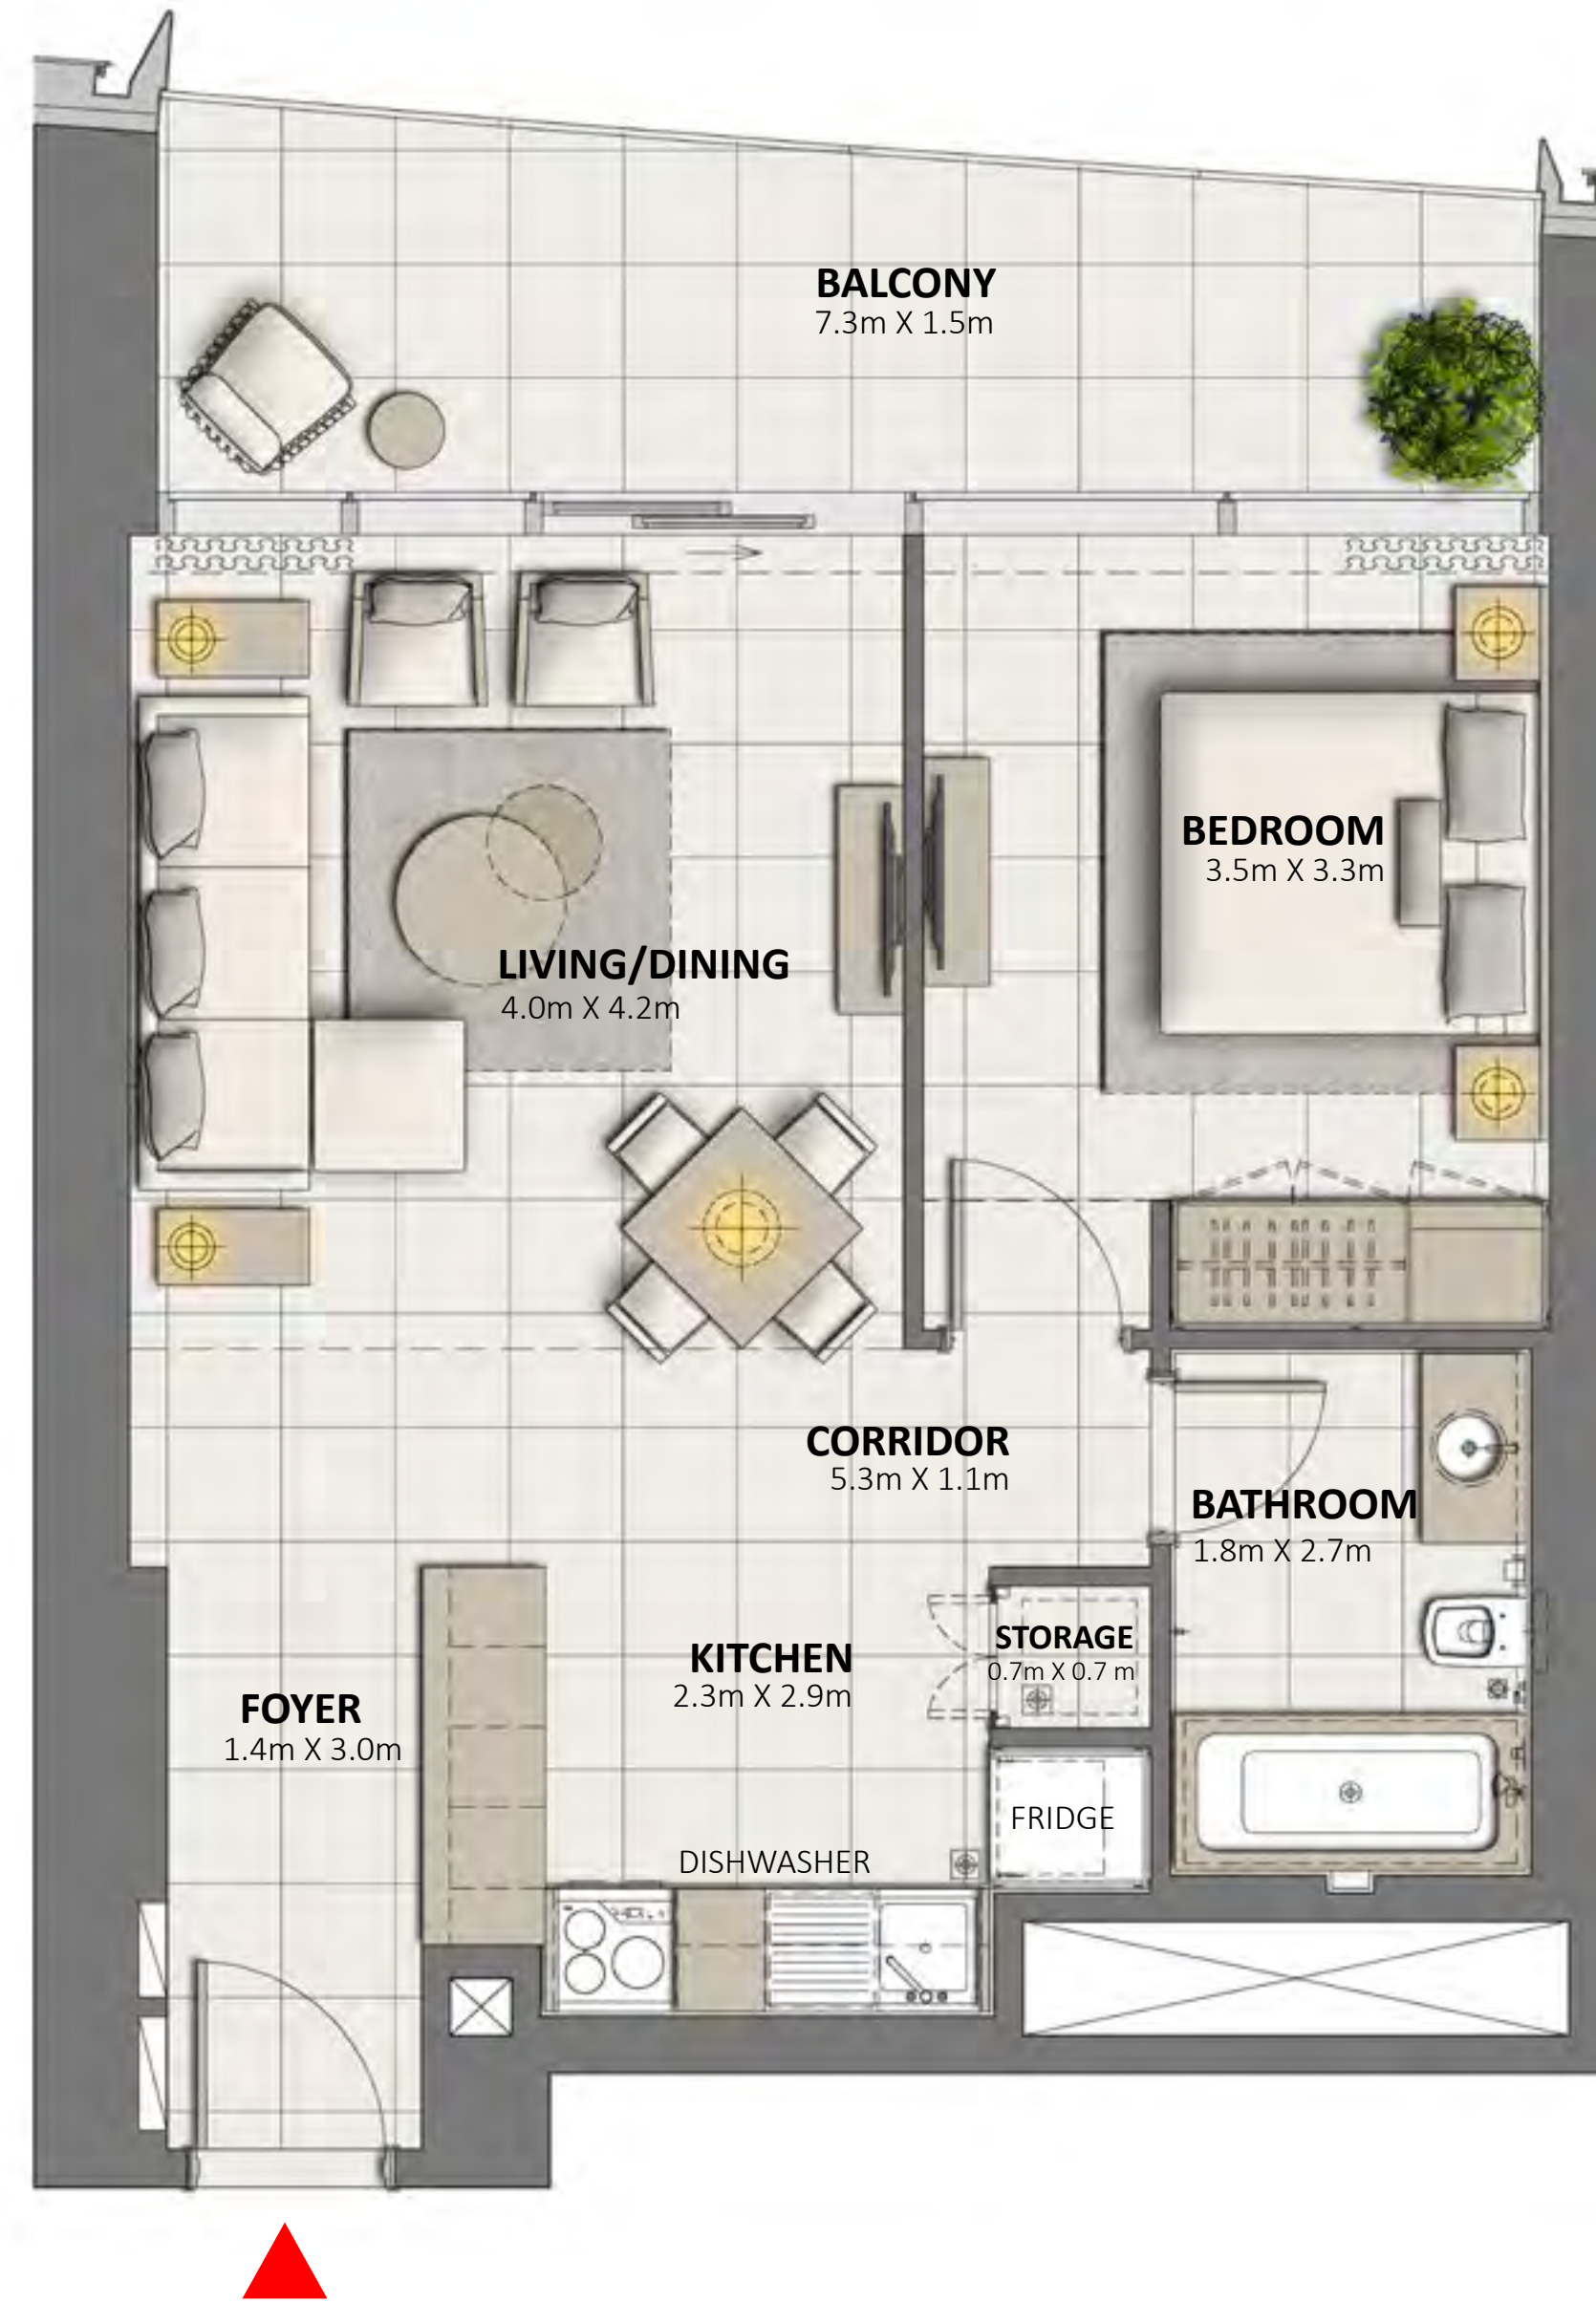 BALCONY
7.3m X 1.5m
BEDROOM
3.5m X 3.3m
LIVING/DINING
4.0m X 4.2m
CORRIDOR
5.3m X 1.1m
BATHROOM
1.8m X 2.7m
STORAGE
0.7m X 0.7 m
KITCHEN
2.3m X 2.9m
FOYER
1.4m X 3.0m
FRIDGE
DISHWASHER